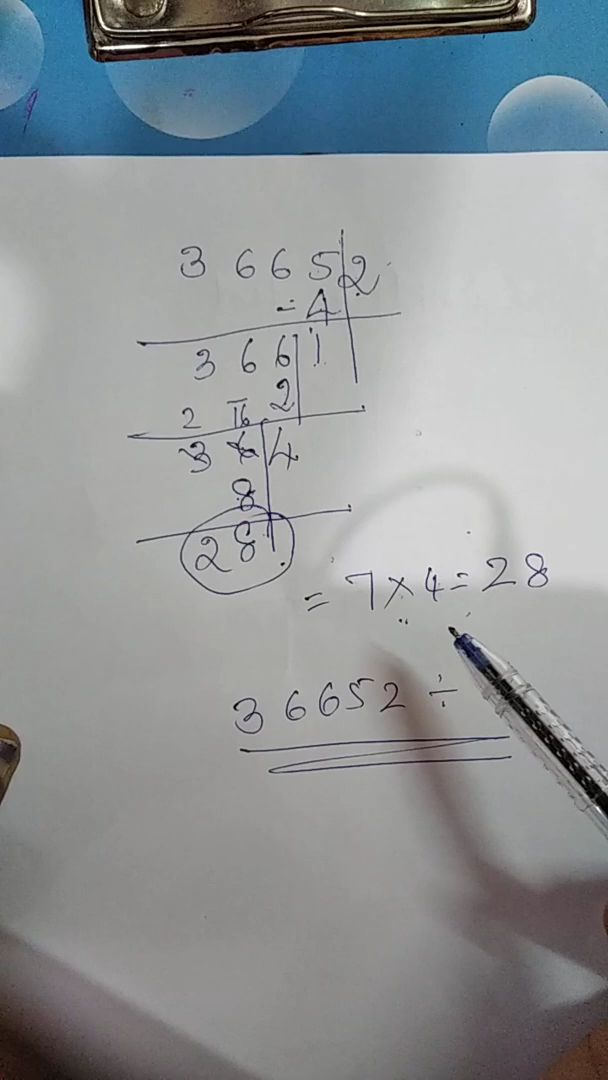 3 6 6 5 2
- 4
3 6 6 1
2 16 2
3 6 4
8
28
= 7 × 4 = 28
3 6 6 5 2 ÷